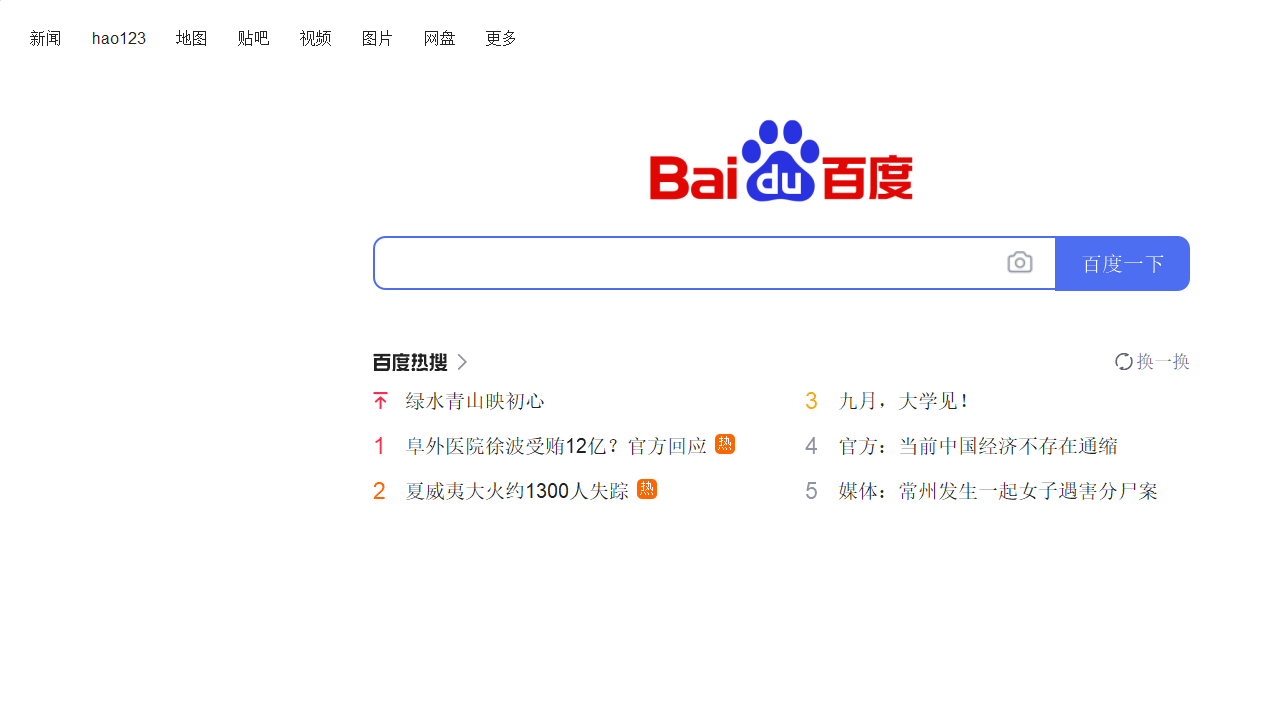 新闻 hao123 地图 贴吧 视频 图片 网盘 更多
Baidu百度
百度一下
百度热搜
换一换
绿水青山映初心
1 阜外医院徐波受贿12亿？官方回应 热
2 夏威夷大火约1300人失踪 热
3 九月，大学见！
4 官方：当前中国经济不存在通缩
5 媒体：常州发生一起女子遇害分尸案